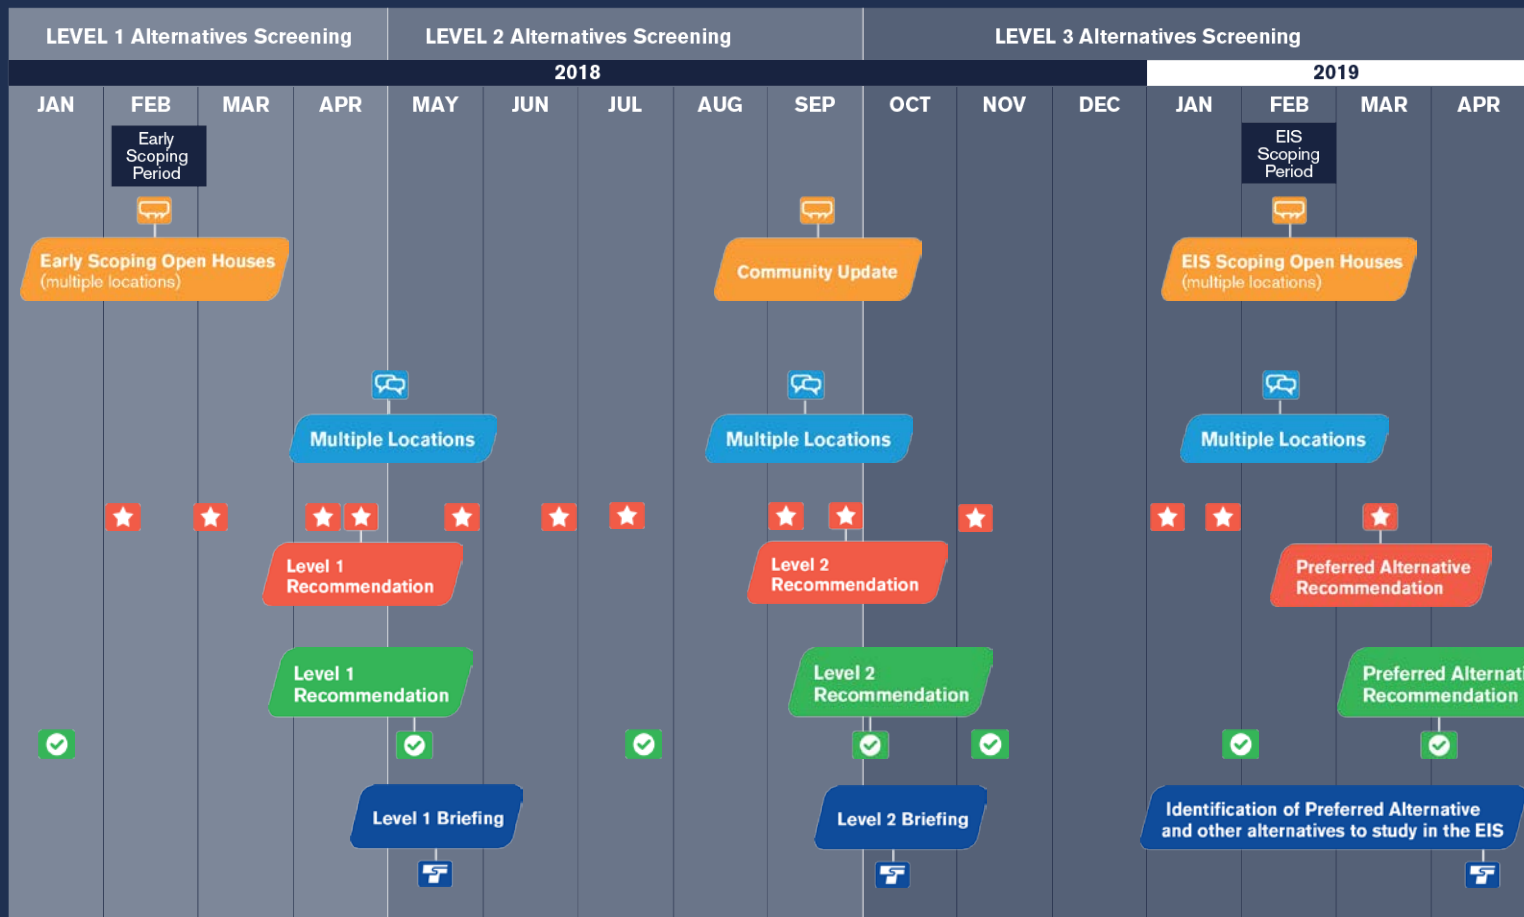 LEVEL 1 Alternatives Screening
LEVEL 2 Alternatives Screening
LEVEL 3 Alternatives Screening
2018
2019
JAN
FEB
MAR
APR
MAY
JUN
JUL
AUG
SEP
OCT
NOV
DEC
JAN
FEB
MAR
APR
Early
Scoping
Period
EIS
Scoping
Period
Early Scoping Open Houses
(multiple locations)
Community Update
EIS Scoping Open Houses
(multiple locations)
Multiple Locations
Multiple Locations
Multiple Locations
Level 1
Recommendation
Level 2
Recommendation
Preferred Alternative
Recommendation
Level 1
Recommendation
Level 2
Recommendation
Preferred Alternati
Recommendation
Level 1 Briefing
Level 2 Briefing
Identification of Preferred Alternative
and other alternatives to study in the EIS